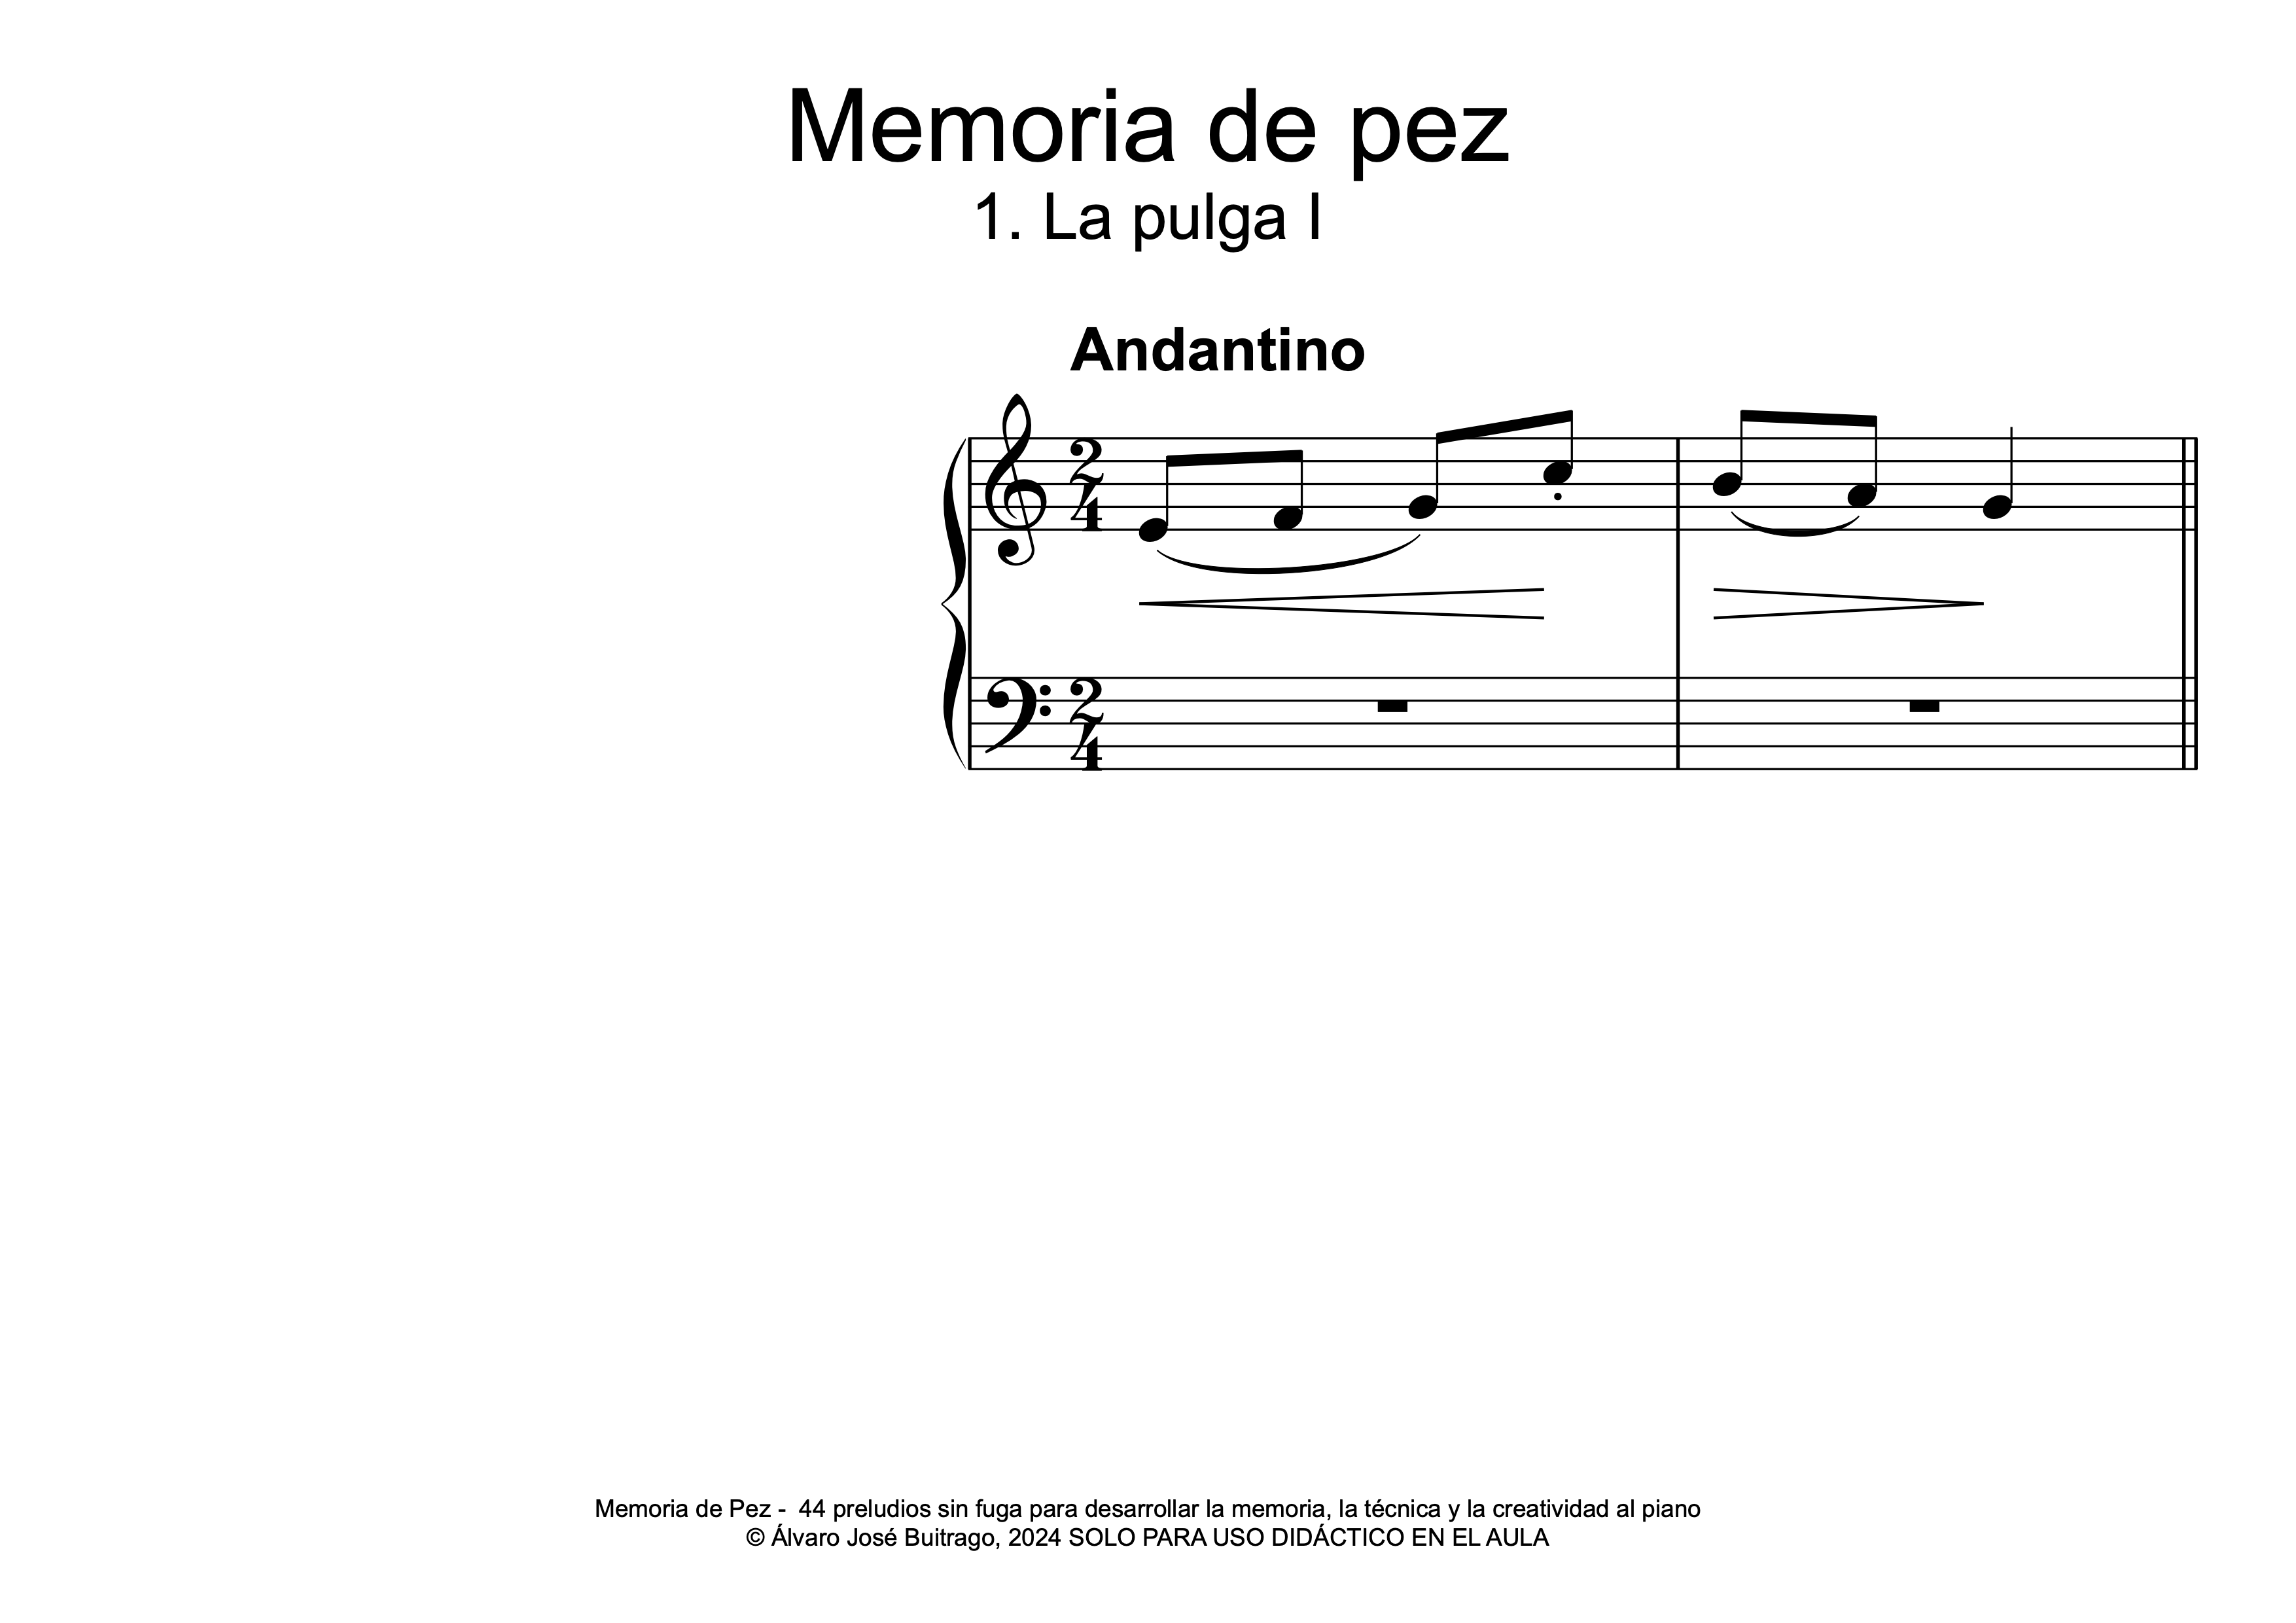 Memoria de pez
1. La pulga I
Andantino
2
4
2
4
Memoria de Pez -  44 preludios sin fuga para desarrollar la memoria, la técnica y la creatividad al piano
© Álvaro José Buitrago, 2024 SOLO PARA USO DIDÁCTICO EN EL AULA